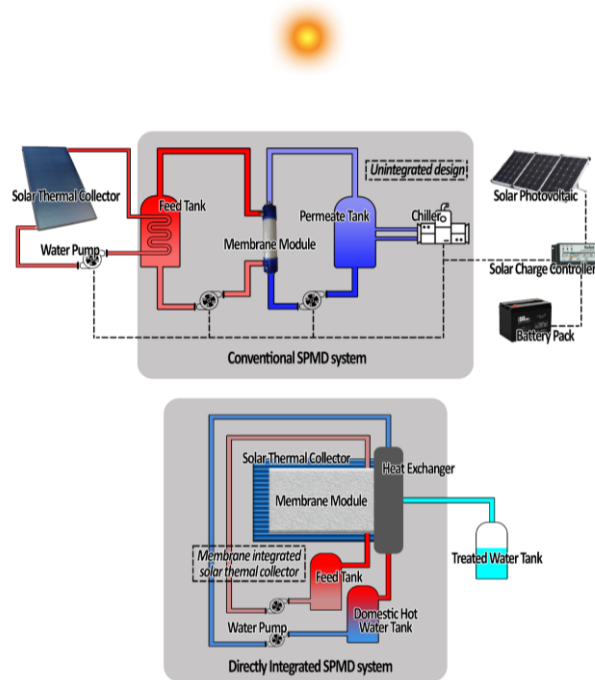 Unintegrated design
Solar Thermal Collector
Feed Tank
Permeate Tank
Chiller
Solar Photovoltaic
Water Pump
Membrane Module
Solar Charge Controller
Battery Pack
Conventional SPMD system
Solar Thermal Collector
Heat Exchanger
Membrane Module
Membrane integrated
solar themal collector
Feed Tank
Treated Water Tank
Domestic Hot
Water Tank
Water Pump
Directly Integrated SPMD system